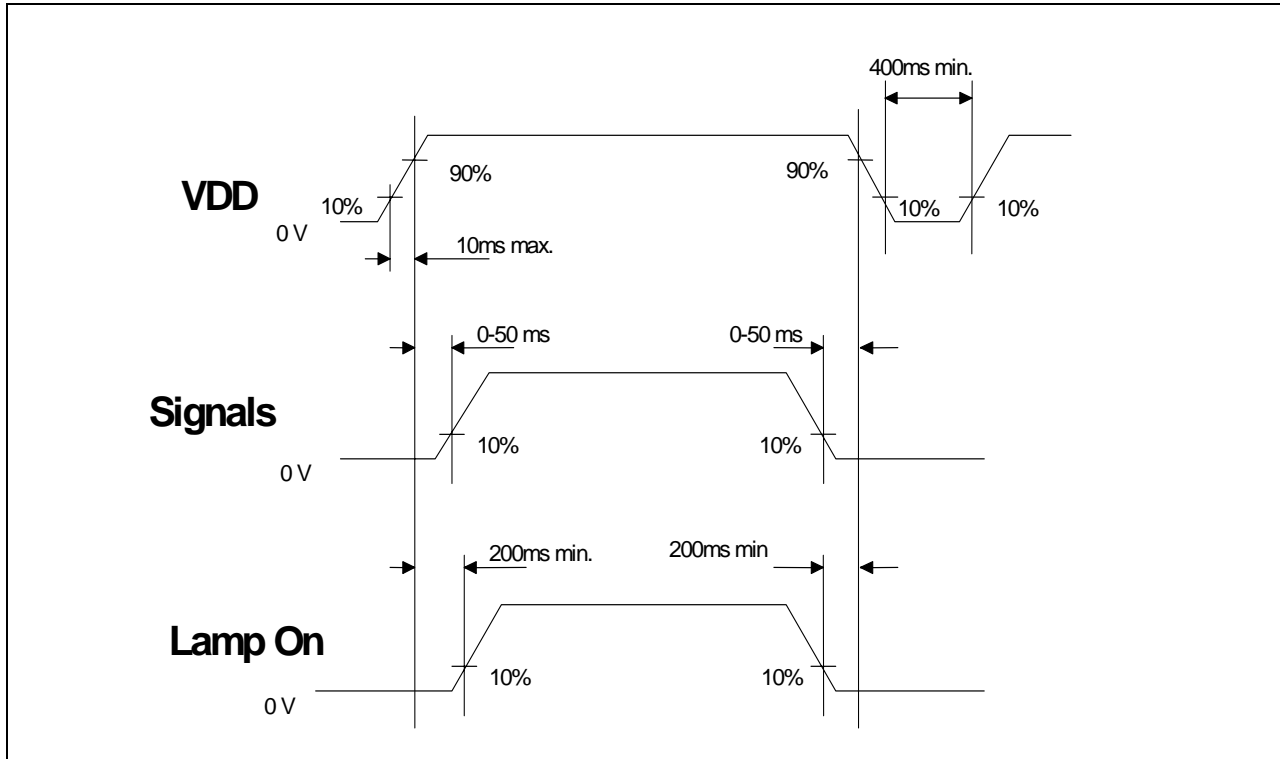 400ms min.
90%
90%
VDD
10%
10%
10%
0 V
10ms max.
0-50 ms
0-50 ms
Signals
10%
10%
0 V
200ms min.
200ms min
Lamp On
10%
10%
0 V